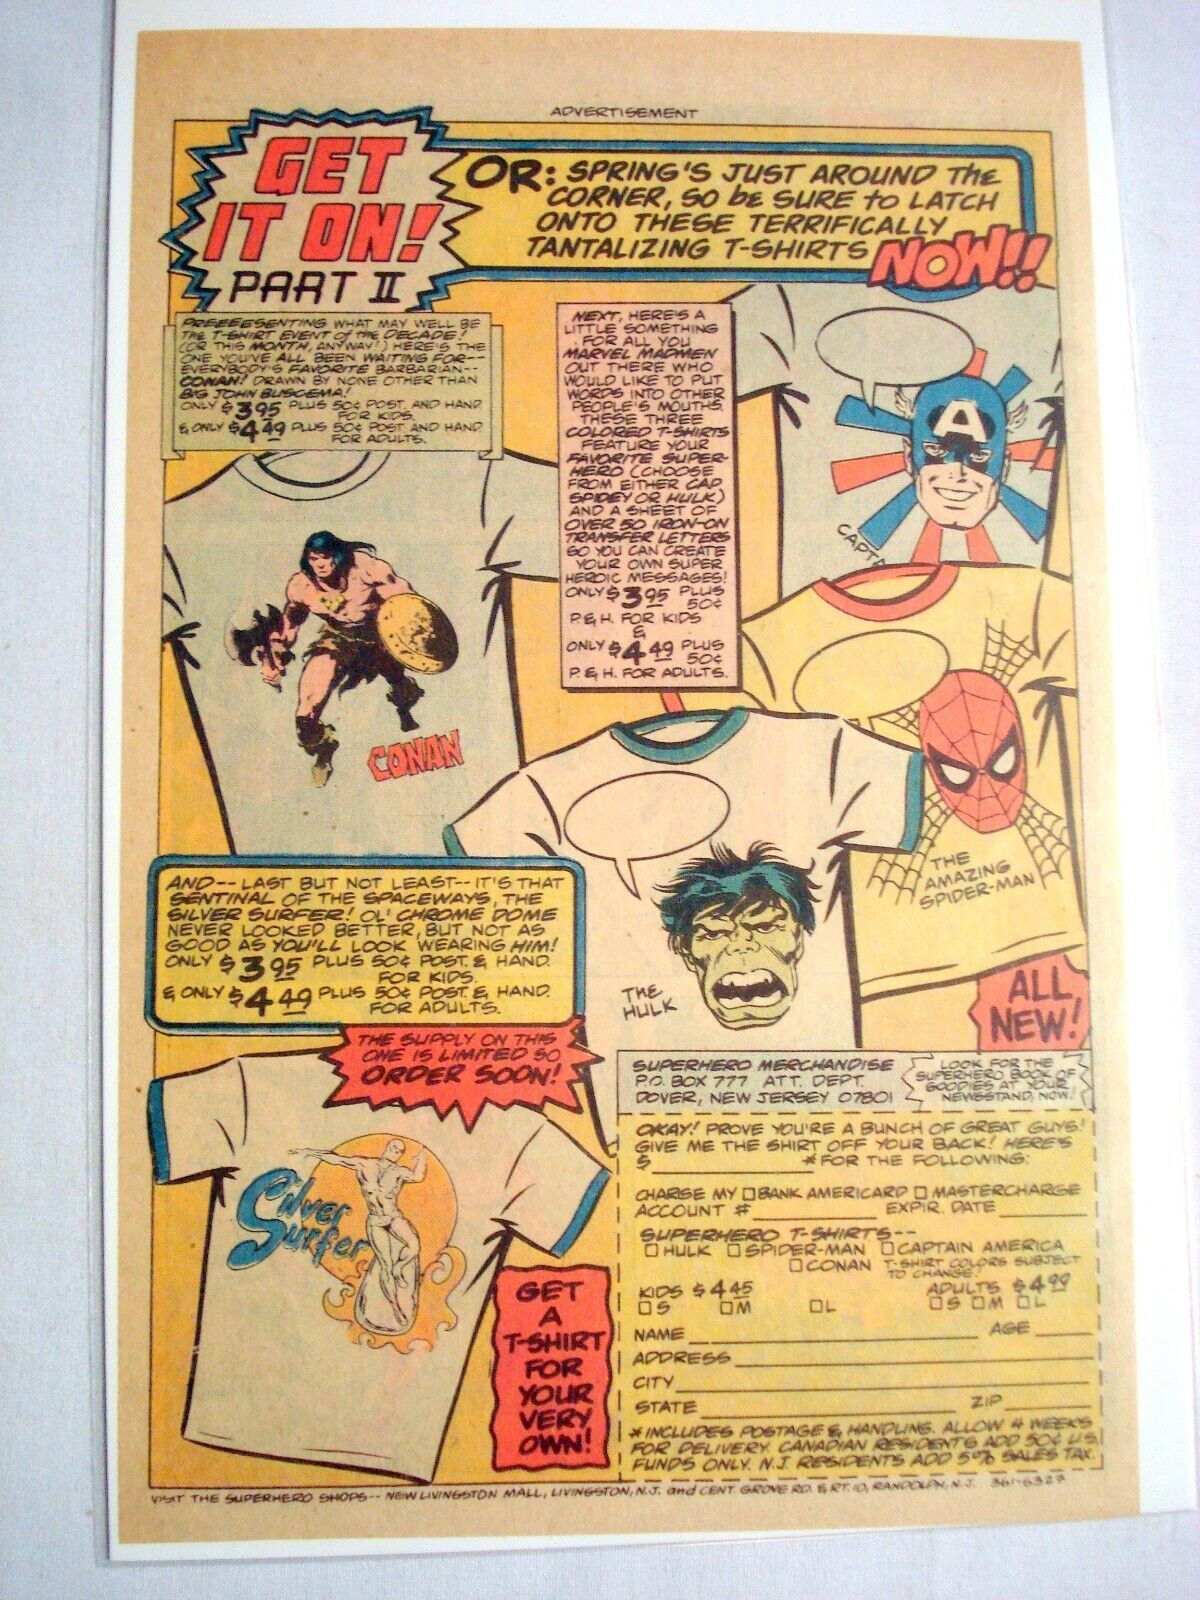 ADVERTISEMENT
GET
IT ON!
PART II
OR: SPRING'S JUST AROUND the
CORNER, SO bE SURE to LATCH
ONTO THESE TERRIFICALLY
TANTALIZING T-SHIRTS NOW!!
PREEEESENTING WHAT MAY WELL BE
the T-SHIRT EVENT of the DECADE!
(OR THIS MONTH, ANYWAY!) HERE'S THE
ONE YOU'VE ALL BEEN WAITING FOR--
EVERYBODY'S FAVORITE BARBARIAN--
CONAN! DRAWN BY NONE OTHER THAN
BIG JOHN BUSCEMA!
ONLY $3.95 PLUS 50¢ POST. AND HAND.
FOR KIDS.
& ONLY $4.49 PLUS 50¢ POST AND HAND.
FOR ADULTS.
NEXT, HERE'S A
LITTLE SOMETHING
FOR ALL YOU
MARVEL MADMEN
OUT THERE WHO
WOULD LIKE TO PUT
WORDS INTO OTHER
PEOPLE'S MOUTHS.
THESE THREE
COLORED T-SHIRTS
FEATURE YOUR
FAVORITE SUPER-
HERO (CHOOSE
FROM EITHER CAP,
SPIDEY OR HULK)
AND A SHEET OF
OVER 50 IRON-ON
TRANSFER LETTERS
SO YOU CAN CREATE
YOUR OWN SUPER
HEROIC MESSAGES!
ONLY $3.95 PLUS
50¢
P.& H. FOR KIDS
&
ONLY $4.49 PLUS
50¢
P.& H. FOR ADULTS.
A
CAPTA
CONAN
THE
AMAZING
SPIDER-MAN
THE
HULK
AND-- LAST BUT NOT LEAST-- IT'S THAT
SENTINAL OF THE SPACEWAYS, THE
SILVER SURFER! OL' CHROME DOME
NEVER LOOKED BETTER, BUT NOT AS
GOOD AS YOU'LL LOOK WEARING HIM!
ONLY $3.95 PLUS 50¢ POST. & HAND.
FOR KIDS.
& ONLY $4.49 PLUS 50¢ POST. & HAND.
FOR ADULTS.
THE SUPPLY ON THIS
ONE IS LIMITED SO
ORDER SOON!
ALL
NEW!
Silver
Surfer
GET
A
T-SHIRT
FOR
YOUR
VERY
OWN!
SUPERHERO MERCHANDISE
P.O. BOX 777 ATT. DEPT.
DOVER, NEW JERSEY 07801
LOOK FOR THE
SUPERHERO BOOK OF
GOODIES AT YOUR
NEWSSTAND, NOW!
OKAY! PROVE YOU'RE A BUNCH OF GREAT GUYS!
GIVE ME THE SHIRT OFF YOUR BACK! HERE'S
$ * FOR THE FOLLOWING:
CHARGE MY □ BANK AMERICARD □ MASTERCHARGE
ACCOUNT # EXPIR. DATE
SUPERHERO T-SHIRTS--
□ HULK □ SPIDER-MAN □ CAPTAIN AMERICA
□ CONAN T-SHIRT COLORS SUBJECT
TO CHANGE!
KIDS $4.45 ADULTS $4.99
□ S □ M □ L □ S □ M □ L
NAME AGE
ADDRESS
CITY
STATE ZIP
* INCLUDES POSTAGE & HANDLING. ALLOW 4 WEEKS
FOR DELIVERY. CANADIAN RESIDENTS ADD 50¢ U.S.
FUNDS ONLY. N.J. RESIDENTS ADD 5% SALES TAX.
VISIT THE SUPERHERO SHOPS-- NEW LIVINGSTON MALL, LIVINGSTON, N.J. and CENT. GROVE RD. & RT. 10, RANDOLPH, N.J. 361-6327